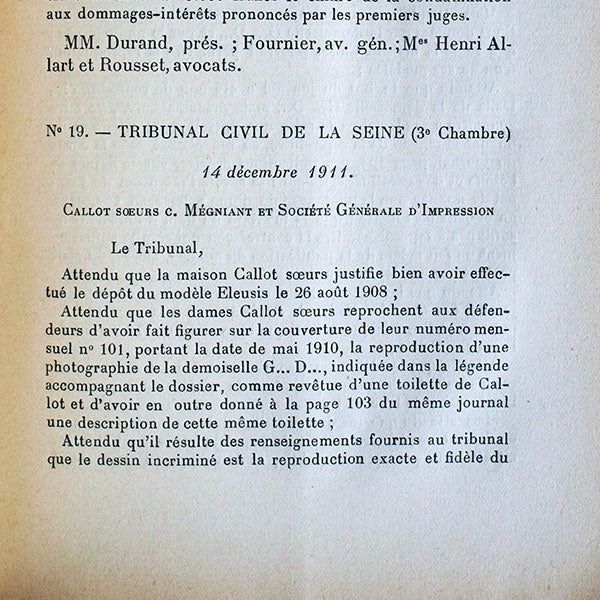 aux dommages-intérêts prononcés par les premiers juges.
MM. Durand, prés. ; Fournier, av. gén. ; Mes Henri Al-
lart et Rousset, avocats.
No 19. — TRIBUNAL CIVIL DE LA SEINE (3e Chambre)
14 décembre 1911.
Callot sœurs c. Mégniant et Société Générale d'Impression
Le Tribunal,
Attendu que la maison Callot sœurs justifie bien avoir effec-
tué le dépôt du modèle Eleusis le 26 août 1908 ;
Attendu que les dames Callot sœurs reprochent aux défen-
deurs d'avoir fait figurer sur la couverture de leur numéro men-
suel no 101, portant la date de mai 1910, la reproduction d'une
photographie de la demoiselle G... D..., indiquée dans la légende
accompagnant le dossier, comme revêtue d'une toilette de Cal-
lot et d'avoir en outre donné à la page 103 du même journal
une description de cette même toilette ;
Attendu qu'il résulte des renseignements fournis au tribunal
que le dessin incriminé est la reproduction exacte et fidèle du